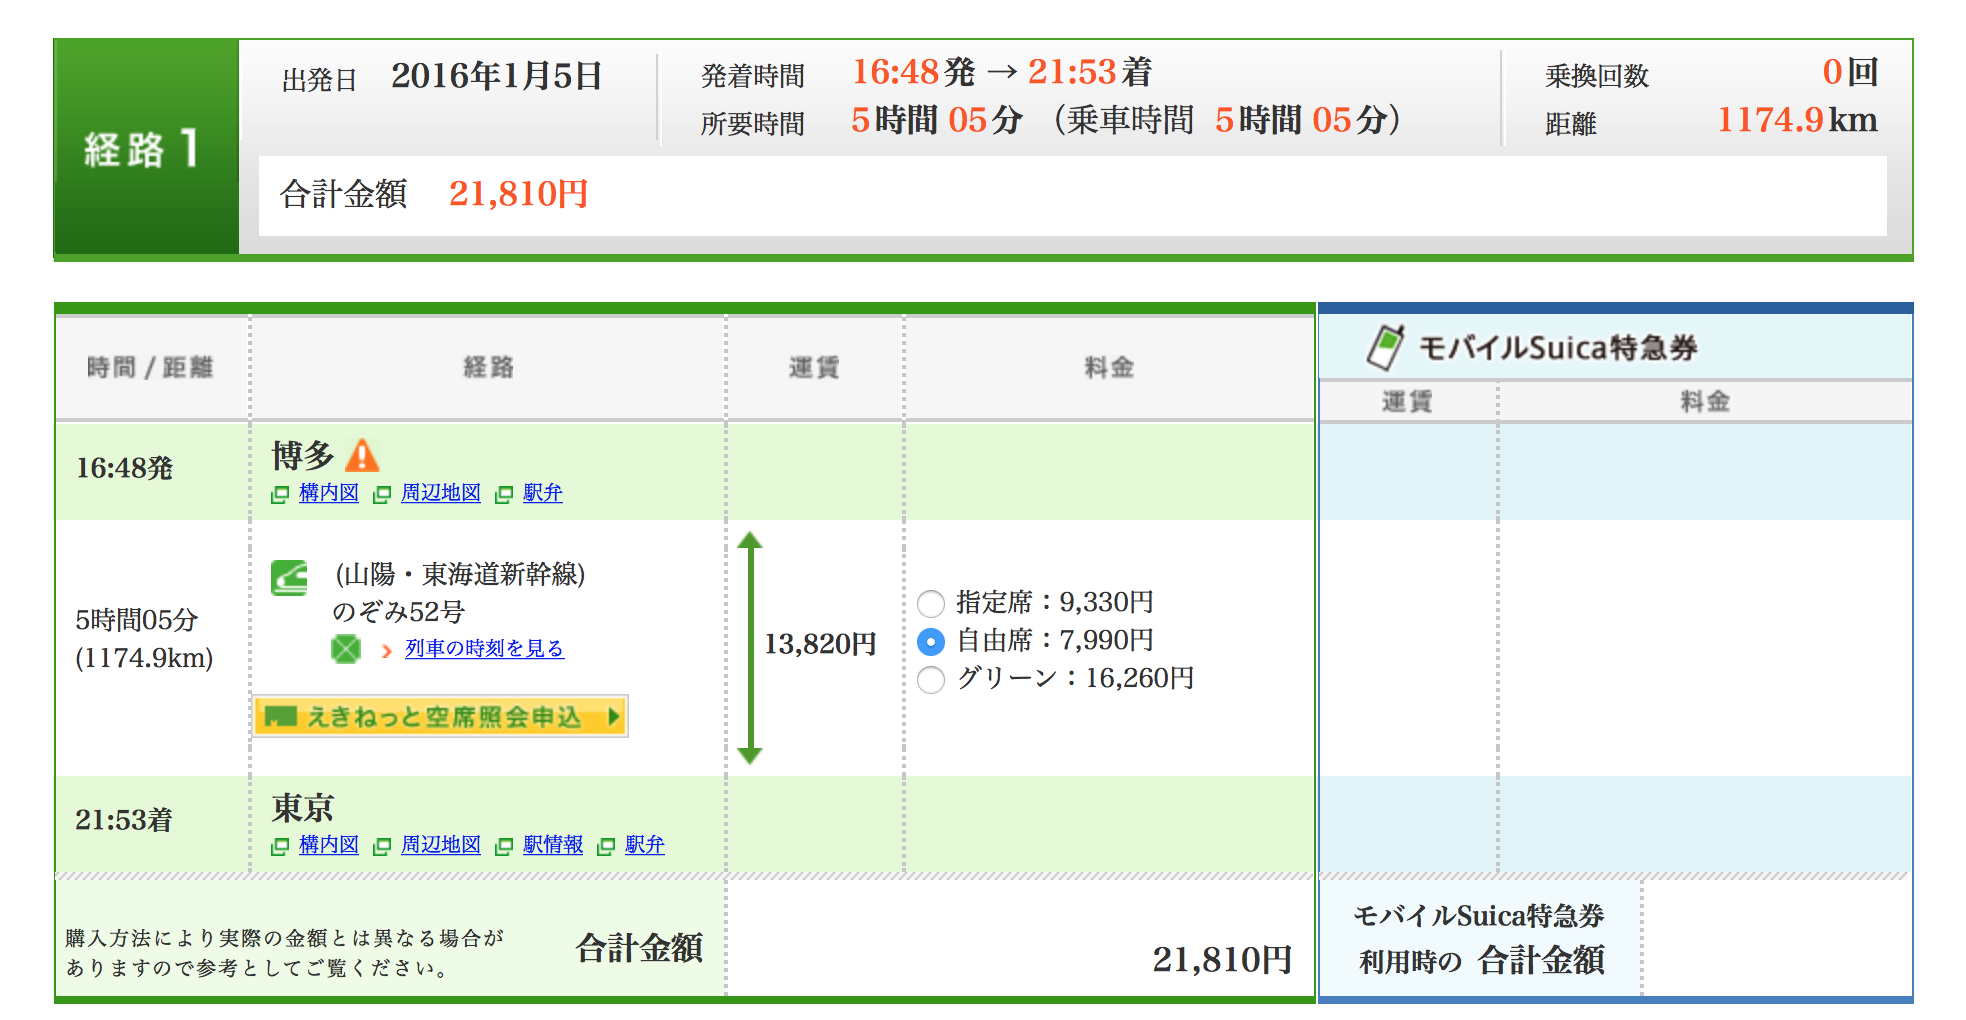 経路1
出発日 2016年1月5日
発着時間 16:48発 → 21:53着
所要時間 5時間05分 （乗車時間 5時間05分）
乗換回数 0回
距離 1174.9km
合計金額 21,810円
時間 / 距離 経路 運賃 料金
モバイルSuica特急券
運賃 料金
16:48発
博多
構内図 周辺地図 駅弁
5時間05分
(1174.9km)
(山陽・東海道新幹線)
のぞみ52号
列車の時刻を見る
えきねっと空席照会申込
13,820円
指定席：9,330円
自由席：7,990円
グリーン：16,260円
21:53着
東京
構内図 周辺地図 駅情報 駅弁
購入方法により実際の金額とは異なる場合が
ありますので参考としてご覧ください。
合計金額
21,810円
モバイルSuica特急券
利用時の 合計金額